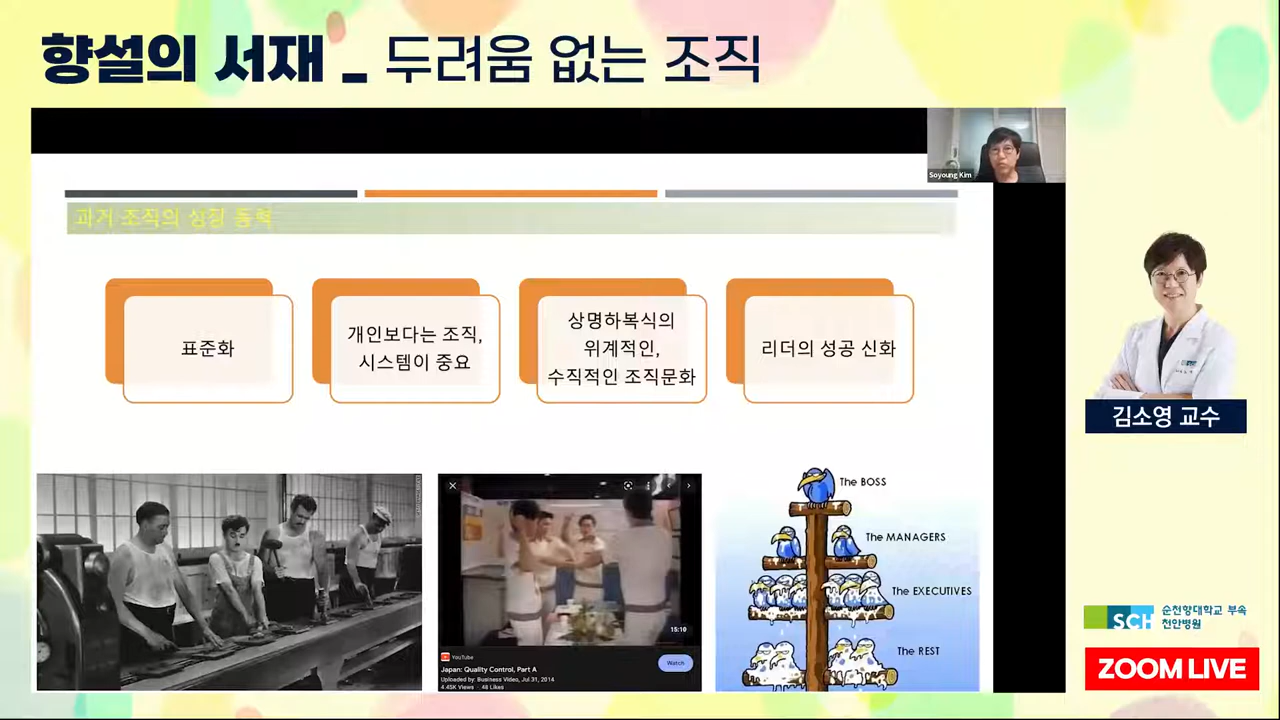 향설의 서재 _ 두려움 없는 조직
Soyoung Kim
과거 조직의 성장 동력
표준화
개인보다는 조직,
시스템이 중요
상명하복식의
위계적인,
수직적인 조직문화
리더의 성공 신화
15:10
YouTube
Japan: Quality Control, Part A
Uploaded by: Business Video, Jul 31, 2014
4.45K Views · 48 Likes
Watch
The BOSS
The MANAGERS
The EXECUTIVES
The REST
김소영 교수
SCH 순천향대학교 부속
천안병원
ZOOM LIVE